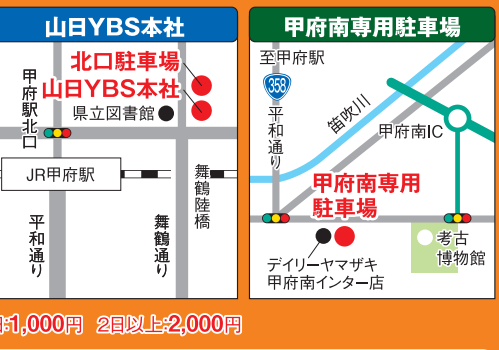 山日YBS本社
北口駐車場
山日YBS本社
県立図書館
甲府駅北口
JR甲府駅
平和通り
舞鶴通り
舞鶴陸橋
甲府南専用駐車場
至甲府駅
358
平和通り
笛吹川
甲府南IC
甲府南専用
駐車場
デイリーヤマザキ
甲府南インター店
考古
博物館
:1,000円 2日以上:2,000円